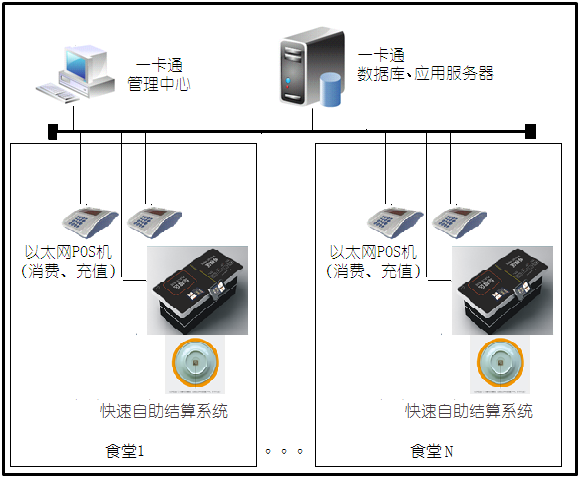 一卡通
管理中心
一卡通
数据库、应用服务器
以太网POS机
(消费、充值)
以太网POS机
(消费、充值)
快速自助结算系统
快速自助结算系统
食堂1
。。。
食堂N